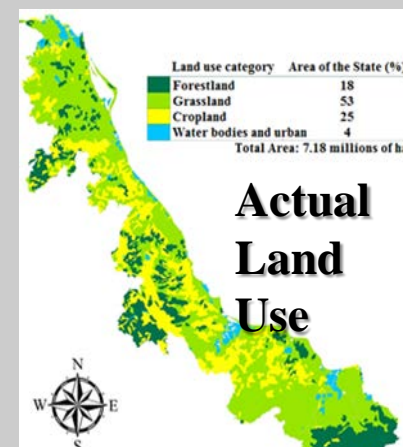 Land use category Area of the State (%)
Forestland 18
Grassland 53
Cropland 25
Water bodies and urban 4
Total Area: 7.18 millions of ha
Actual
Land
Use
N
W E
S